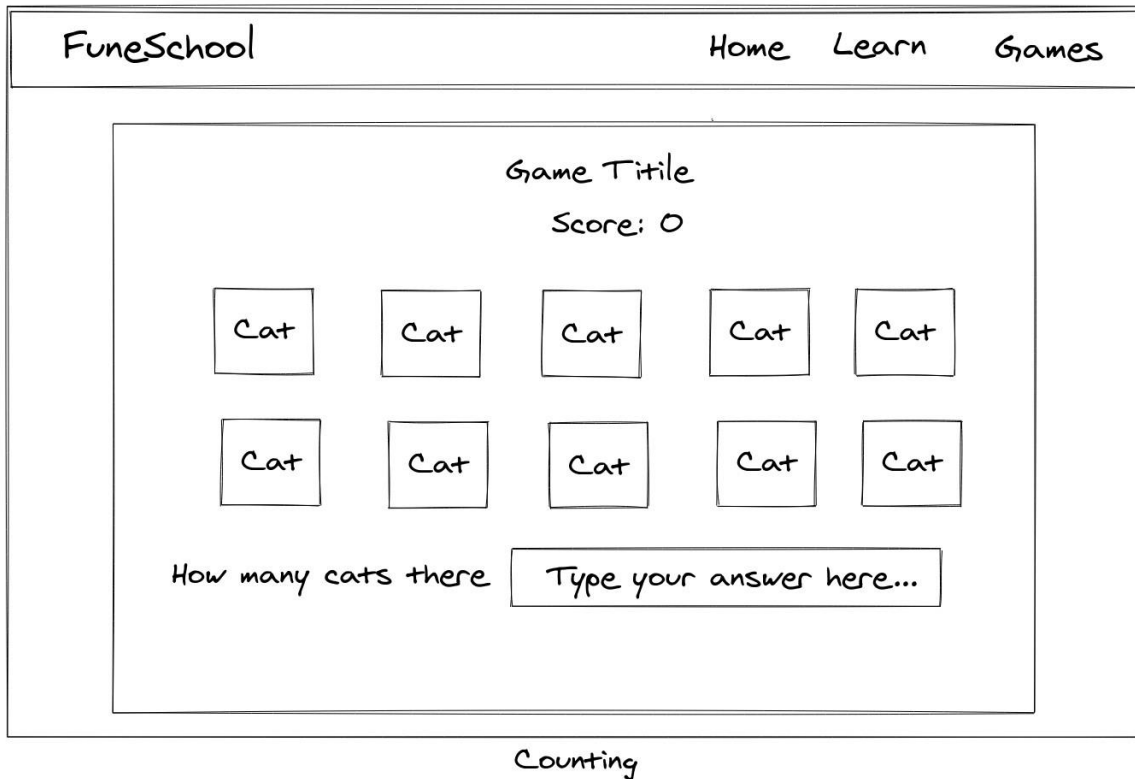 FuneSchool Home Learn Games
Game Titile
Score: 0
Cat Cat Cat Cat Cat
Cat Cat Cat Cat Cat
How many cats there Type your answer here...
Counting